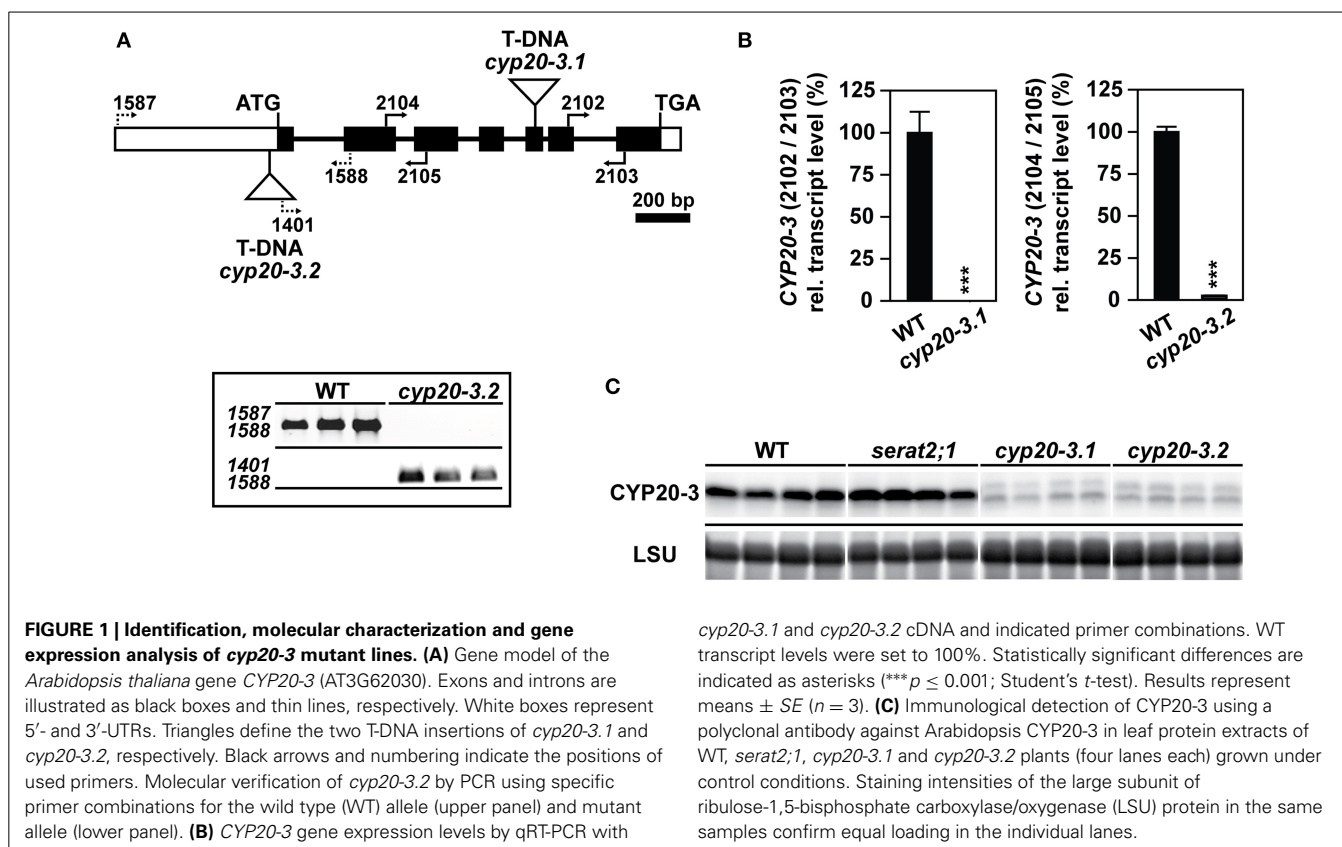 A
T-DNA
cyp20-3.1
1587
ATG
2104
2102
TGA
1588
2105
2103
1401
200 bp
T-DNA
cyp20-3.2
WT cyp20-3.2
1587
1588
1401
1588
B
CYP20-3 (2102 / 2103)
rel. transcript level (%)
125
100
75
50
25
0
***
WT
cyp20-3.1
CYP20-3 (2104 / 2105)
rel. transcript level (%)
125
100
75
50
25
0
***
WT
cyp20-3.2
C
WT serat2;1 cyp20-3.1 cyp20-3.2
CYP20-3
LSU
FIGURE 1 | Identification, molecular characterization and gene
expression analysis of cyp20-3 mutant lines. (A) Gene model of the
Arabidopsis thaliana gene CYP20-3 (AT3G62030). Exons and introns are
illustrated as black boxes and thin lines, respectively. White boxes represent
5′- and 3′-UTRs. Triangles define the two T-DNA insertions of cyp20-3.1 and
cyp20-3.2, respectively. Black arrows and numbering indicate the positions of
used primers. Molecular verification of cyp20-3.2 by PCR using specific
primer combinations for the wild type (WT) allele (upper panel) and mutant
allele (lower panel). (B) CYP20-3 gene expression levels by qRT-PCR with
cyp20-3.1 and cyp20-3.2 cDNA and indicated primer combinations. WT
transcript levels were set to 100%. Statistically significant differences are
indicated as asterisks (***p ≤ 0.001; Student's t-test). Results represent
means ± SE (n = 3). (C) Immunological detection of CYP20-3 using a
polyclonal antibody against Arabidopsis CYP20-3 in leaf protein extracts of
WT, serat2;1, cyp20-3.1 and cyp20-3.2 plants (four lanes each) grown under
control conditions. Staining intensities of the large subunit of
ribulose-1,5-bisphosphate carboxylase/oxygenase (LSU) protein in the same
samples confirm equal loading in the individual lanes.